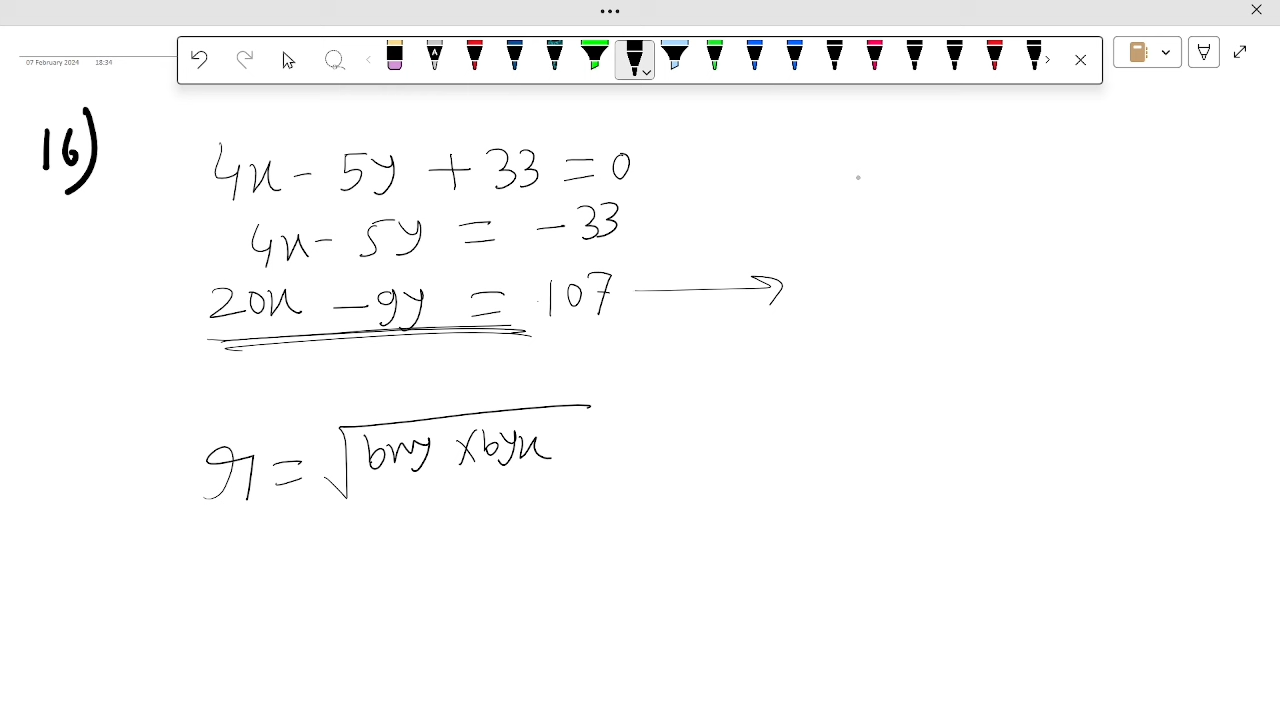 07 February 2024 18:34
16)
4x - 5y + 33 = 0
4x - 5y = -33
20x - 9y = 107 ⟶
r = √bxy × byx